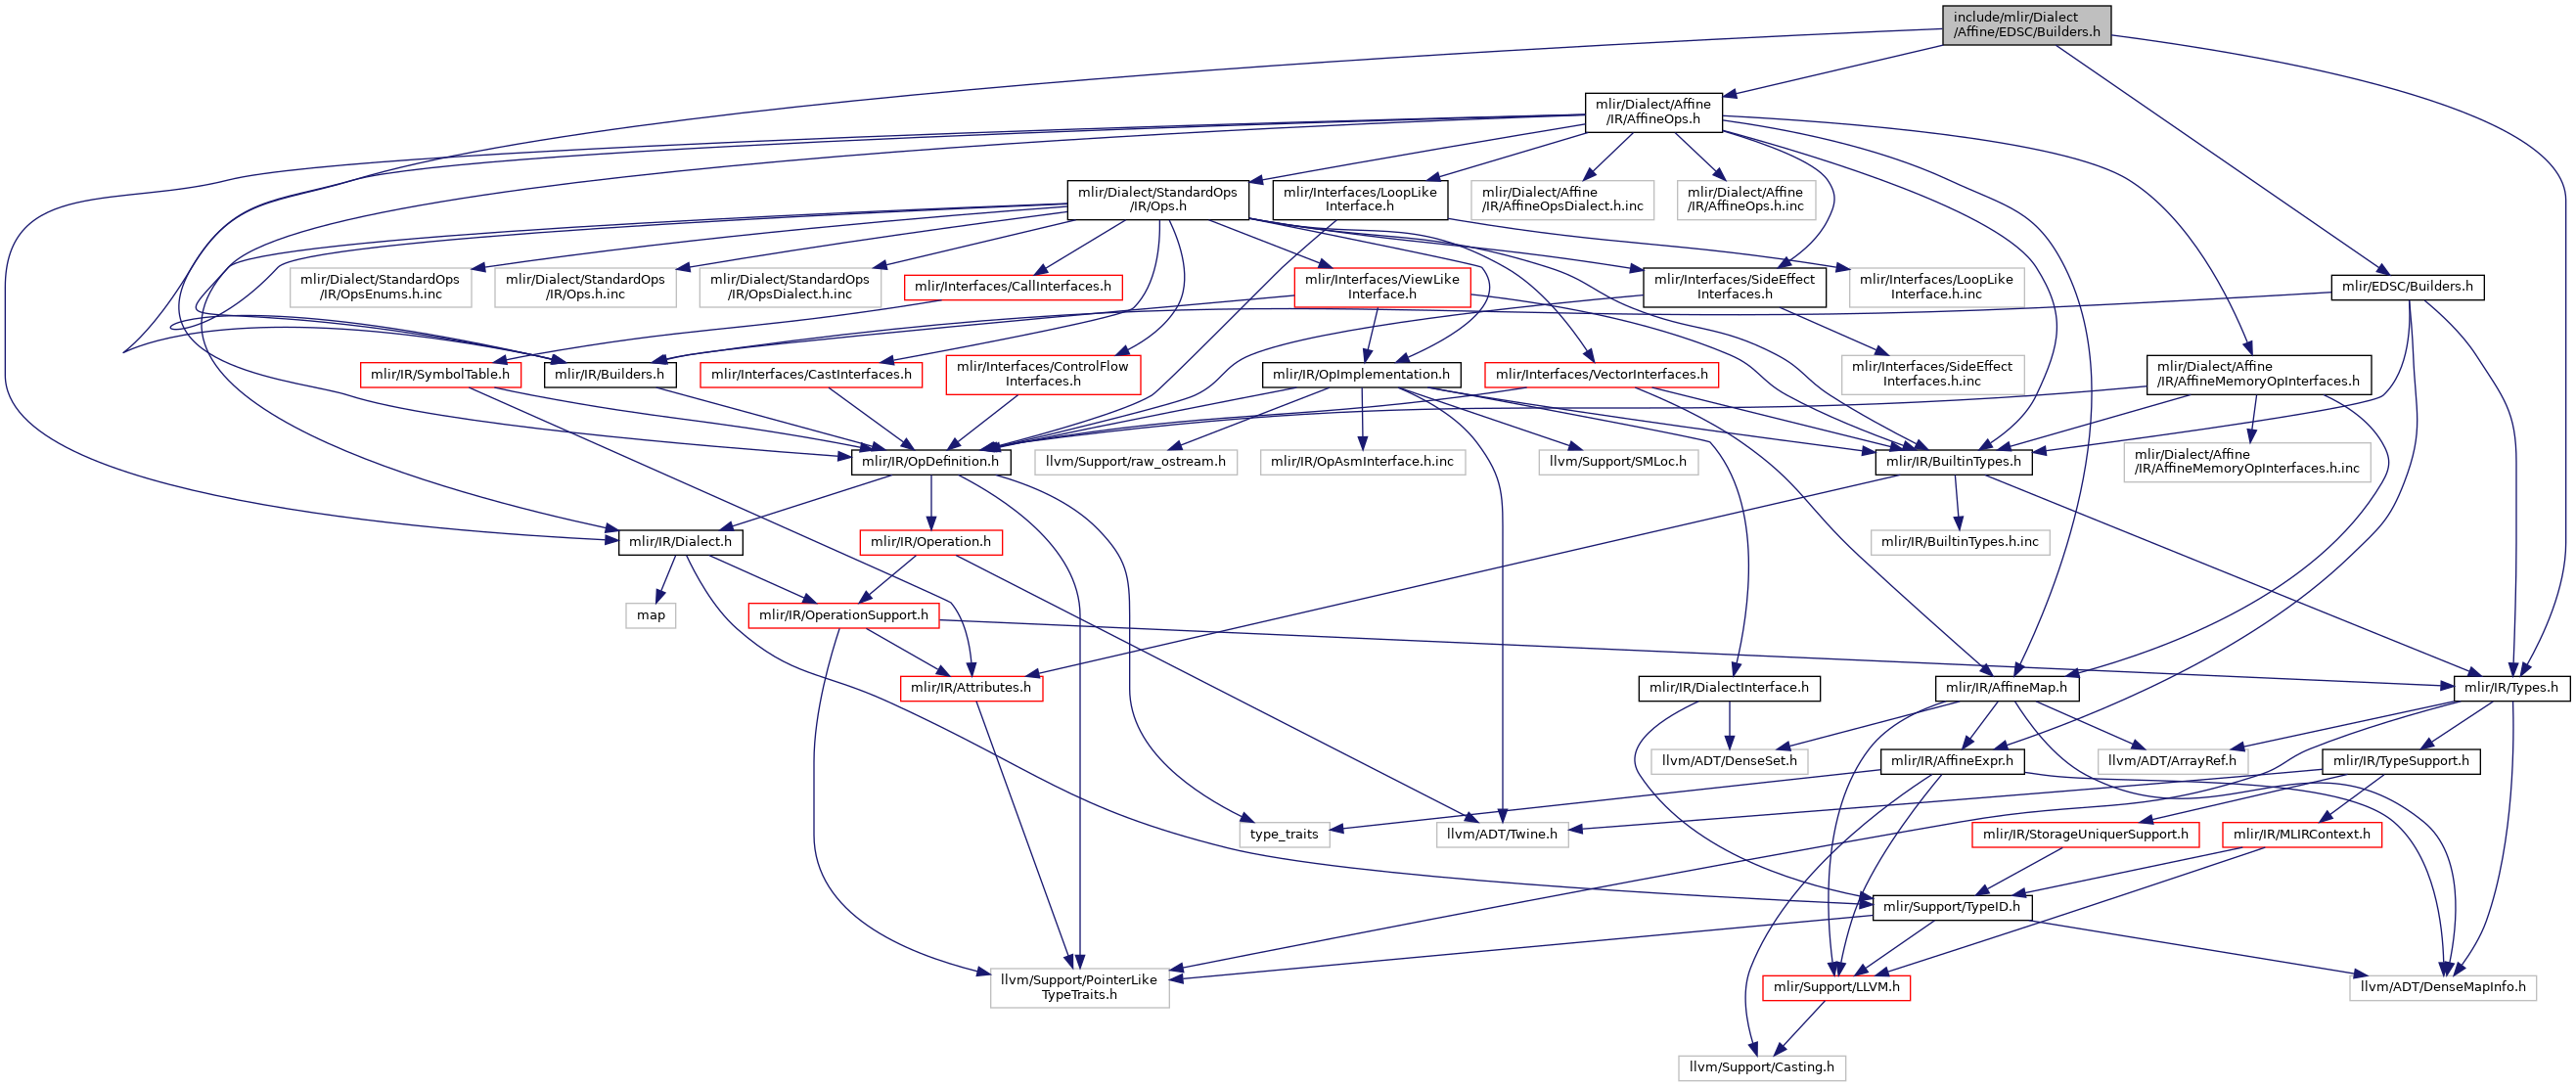 include/mlir/Dialect
/Affine/EDSC/Builders.h
mlir/Dialect/Affine
/IR/AffineOps.h
mlir/Dialect/StandardOps
/IR/Ops.h
mlir/Interfaces/LoopLike
Interface.h
mlir/Dialect/Affine
/IR/AffineOpsDialect.h.inc
mlir/Dialect/Affine
/IR/AffineOps.h.inc
mlir/Dialect/StandardOps
/IR/OpsEnums.h.inc
mlir/Dialect/StandardOps
/IR/Ops.h.inc
mlir/Dialect/StandardOps
/IR/OpsDialect.h.inc
mlir/Interfaces/CallInterfaces.h
mlir/Interfaces/ViewLike
Interface.h
mlir/Interfaces/SideEffect
Interfaces.h
mlir/Interfaces/LoopLike
Interface.h.inc
mlir/EDSC/Builders.h
mlir/IR/SymbolTable.h
mlir/IR/Builders.h
mlir/Interfaces/CastInterfaces.h
mlir/Interfaces/ControlFlow
Interfaces.h
mlir/IR/OpImplementation.h
mlir/Interfaces/VectorInterfaces.h
mlir/Interfaces/SideEffect
Interfaces.h.inc
mlir/Dialect/Affine
/IR/AffineMemoryOpInterfaces.h
mlir/IR/OpDefinition.h
llvm/Support/raw_ostream.h
mlir/IR/OpAsmInterface.h.inc
llvm/Support/SMLoc.h
mlir/IR/BuiltinTypes.h
mlir/Dialect/Affine
/IR/AffineMemoryOpInterfaces.h.inc
mlir/IR/Dialect.h
mlir/IR/Operation.h
mlir/IR/BuiltinTypes.h.inc
map
mlir/IR/OperationSupport.h
mlir/IR/Attributes.h
mlir/IR/DialectInterface.h
mlir/IR/AffineMap.h
mlir/IR/Types.h
llvm/ADT/DenseSet.h
mlir/IR/AffineExpr.h
llvm/ADT/ArrayRef.h
mlir/IR/TypeSupport.h
type_traits
llvm/ADT/Twine.h
mlir/IR/StorageUniquerSupport.h
mlir/IR/MLIRContext.h
mlir/Support/TypeID.h
llvm/Support/PointerLike
TypeTraits.h
mlir/Support/LLVM.h
llvm/ADT/DenseMapInfo.h
llvm/Support/Casting.h